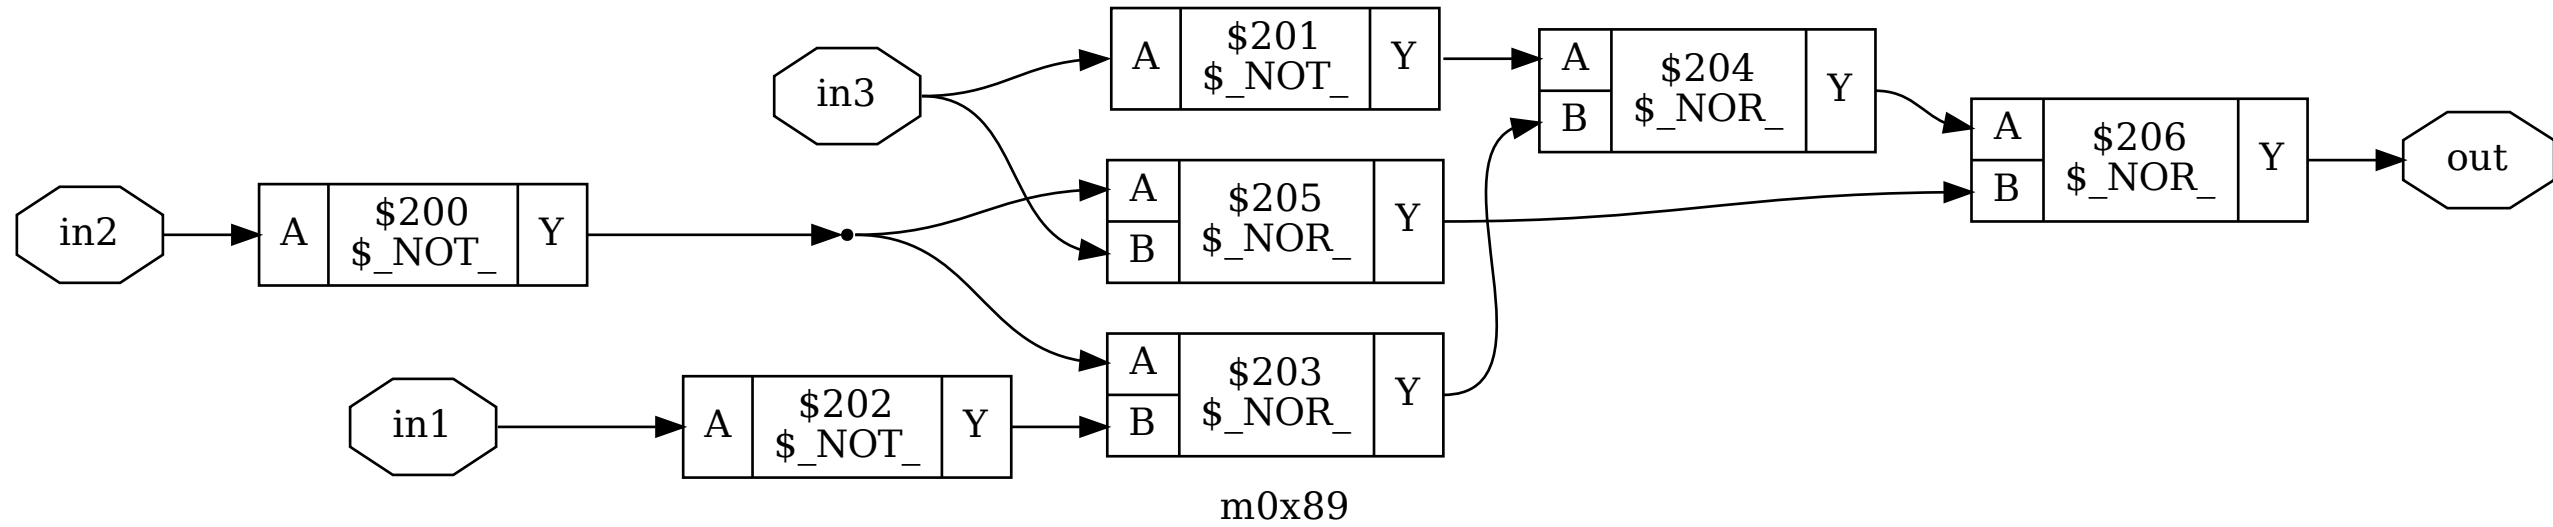 in2
A
$200
$_NOT_
Y
in1
A
$202
$_NOT_
Y
in3
A
$201
$_NOT_
Y
A
B
$205
$_NOR_
Y
A
B
$203
$_NOR_
Y
A
B
$204
$_NOR_
Y
A
B
$206
$_NOR_
Y
out
m0x89